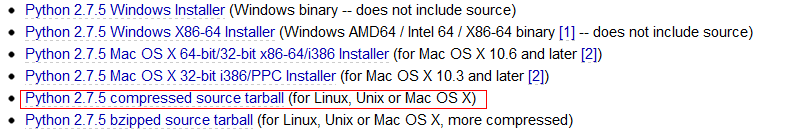 • Python 2.7.5 Windows Installer (Windows binary -- does not include source)
• Python 2.7.5 Windows X86-64 Installer (Windows AMD64 / Intel 64 / X86-64 binary [1] -- does not include source)
• Python 2.7.5 Mac OS X 64-bit/32-bit x86-64/i386 Installer (for Mac OS X 10.6 and later [2])
• Python 2.7.5 Mac OS X 32-bit i386/PPC Installer (for Mac OS X 10.3 and later [2])
• Python 2.7.5 compressed source tarball (for Linux, Unix or Mac OS X)
• Python 2.7.5 bzipped source tarball (for Linux, Unix or Mac OS X, more compressed)